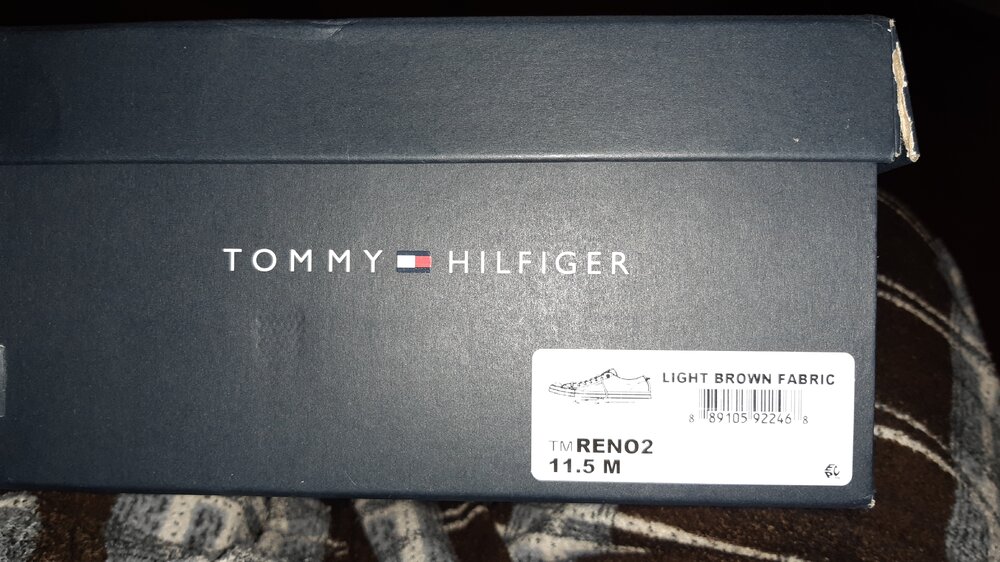 TOMMY HILFIGER
LIGHT BROWN FABRIC
8 89105 92246 8
TMRENO2
11.5 M